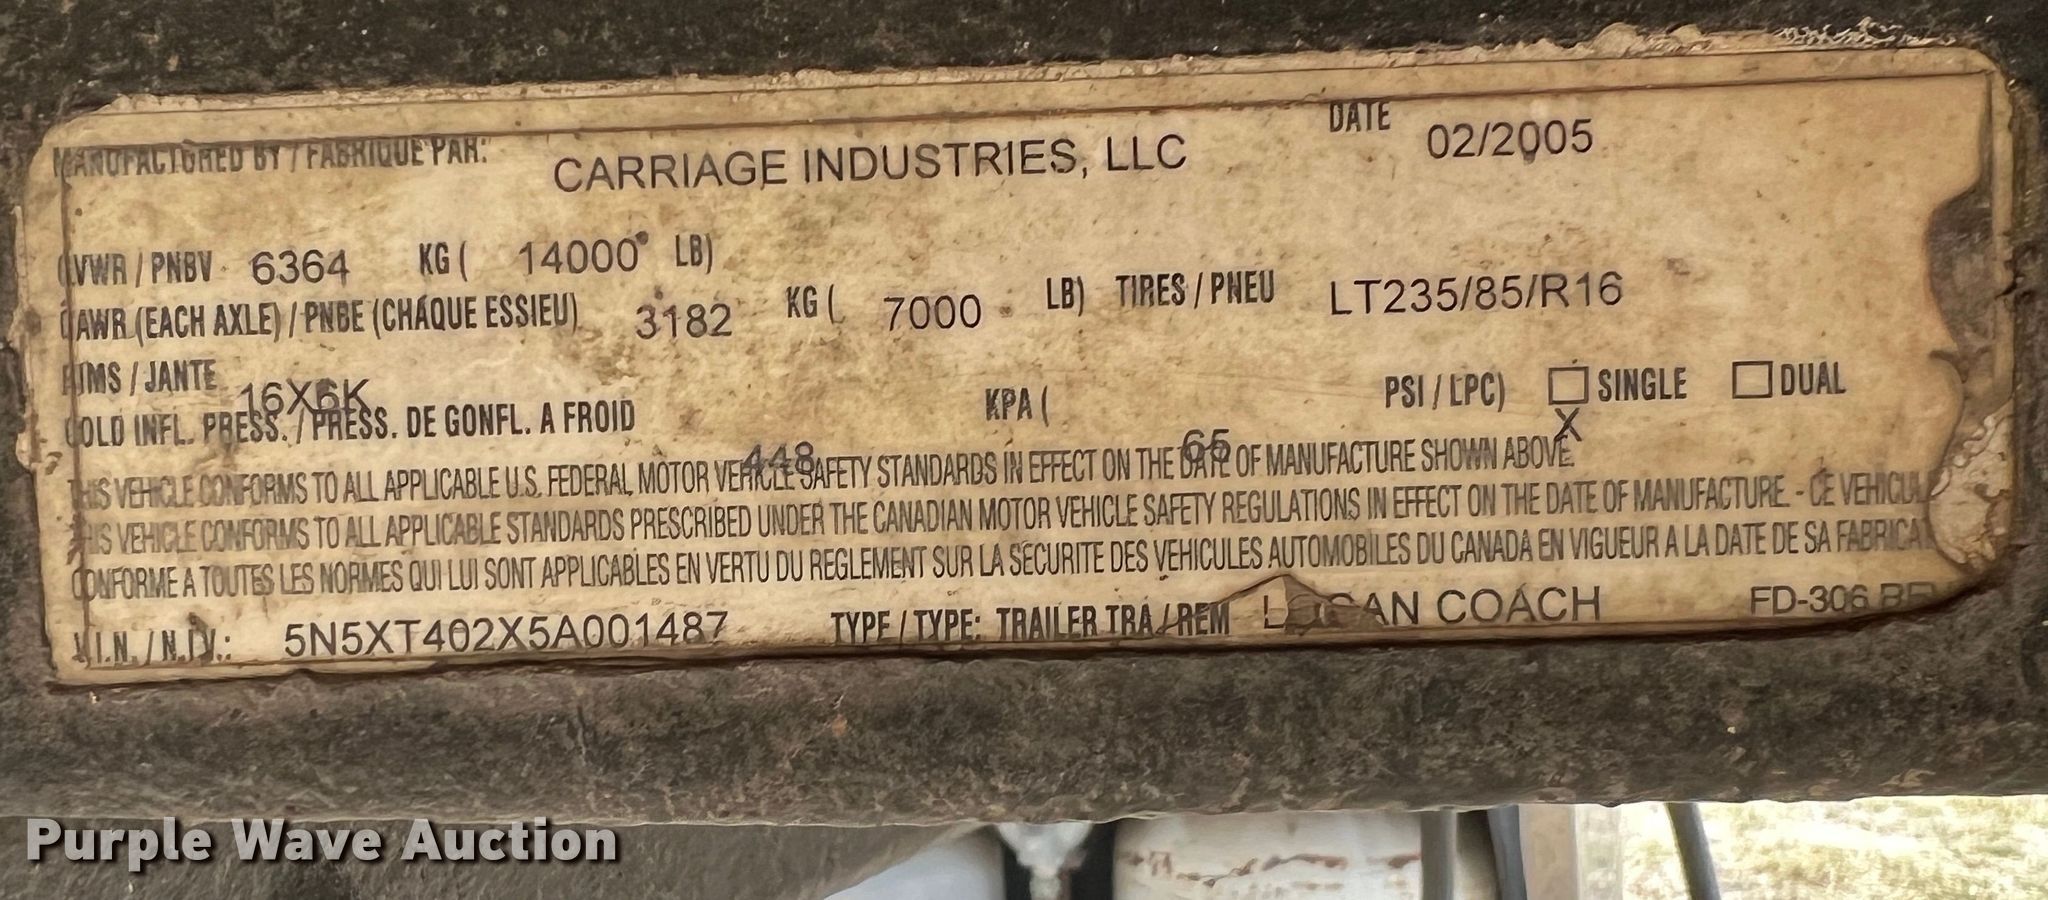 MANUFACTURED BY / FABRIQUE PAR: CARRIAGE INDUSTRIES, LLC DATE 02/2005
GVWR / PNBV 6364 KG ( 14000 LB)
GAWR (EACH AXLE) / PNBE (CHAQUE ESSIEU) 3182 KG ( 7000 LB) TIRES / PNEU LT235/85/R16
RIMS / JANTE 16X6K
COLD INFL. PRESS. / PRESS. DE GONFL. A FROID 448 KPA ( 65 PSI / LPC) ☐ SINGLE ☐ DUAL
X
THIS VEHICLE CONFORMS TO ALL APPLICABLE U.S. FEDERAL MOTOR VEHICLE SAFETY STANDARDS IN EFFECT ON THE DATE OF MANUFACTURE SHOWN ABOVE.
THIS VEHICLE CONFORMS TO ALL APPLICABLE STANDARDS PRESCRIBED UNDER THE CANADIAN MOTOR VEHICLE SAFETY REGULATIONS IN EFFECT ON THE DATE OF MANUFACTURE. - CE VEHICUL
CONFORME A TOUTES LES NORMES QUI LUI SONT APPLICABLES EN VERTU DU REGLEMENT SUR LA SECURITE DES VEHICULES AUTOMOBILES DU CANADA EN VIGUEUR A LA DATE DE SA FABRICAT
V.I.N. / N.I.V.: 5N5XT402X5A001487 TYPE / TYPE: TRAILER TRA / REM COACH FD-306
Purple Wave Auction